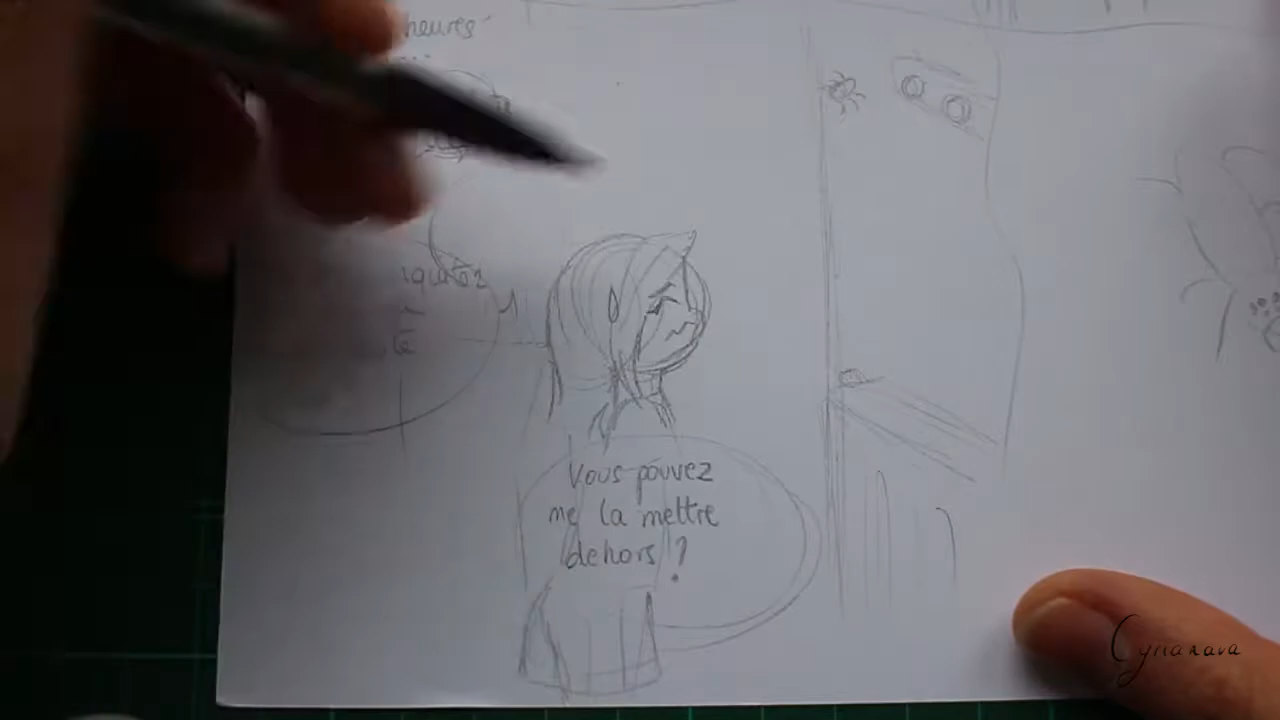 heures
Vous pouvez
me la mettre
dehors ?
Cynarava